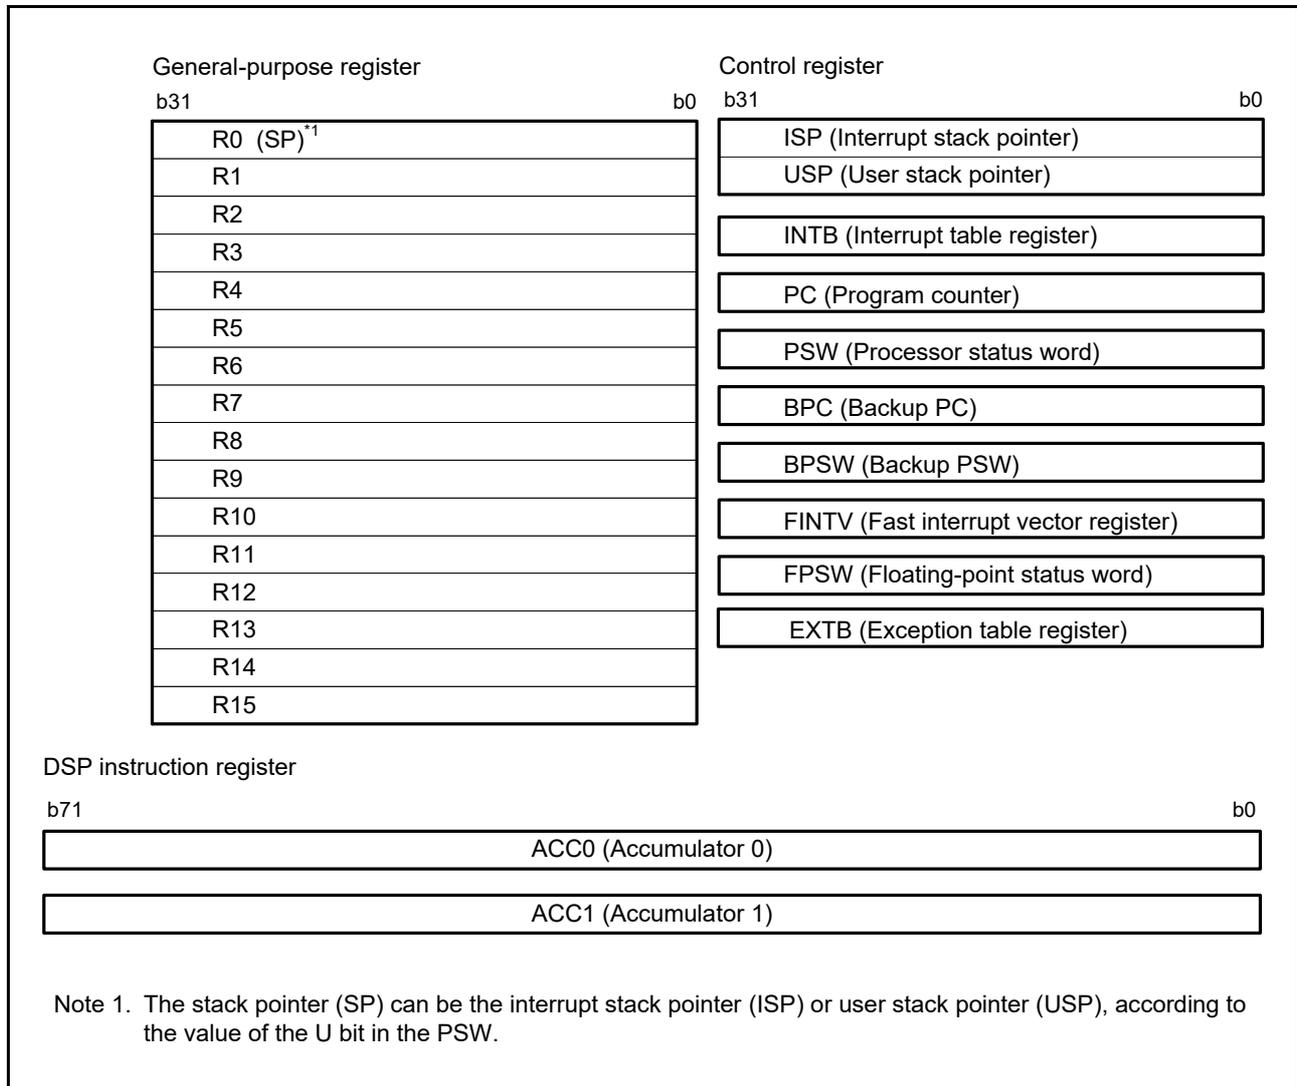 General-purpose register
b31 b0
R0 (SP)*1
R1
R2
R3
R4
R5
R6
R7
R8
R9
R10
R11
R12
R13
R14
R15
Control register
b31 b0
ISP (Interrupt stack pointer)
USP (User stack pointer)
INTB (Interrupt table register)
PC (Program counter)
PSW (Processor status word)
BPC (Backup PC)
BPSW (Backup PSW)
FINTV (Fast interrupt vector register)
FPSW (Floating-point status word)
EXTB (Exception table register)
DSP instruction register
b71 b0
ACC0 (Accumulator 0)
ACC1 (Accumulator 1)
Note 1. The stack pointer (SP) can be the interrupt stack pointer (ISP) or user stack pointer (USP), according to
the value of the U bit in the PSW.